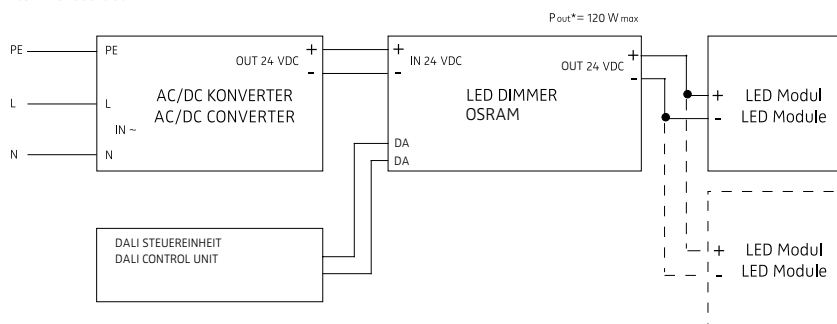 Pout*= 120 W max
PE
PE
L
L
IN ~
N
N
OUT 24 VDC
+
-
AC/DC KONVERTER
AC/DC CONVERTER
+
-
IN 24 VDC
OUT 24 VDC
+
-
LED DIMMER
OSRAM
DA
DA
+
-
LED Modul
LED Module
DALI STEUEREINHEIT
DALI CONTROL UNIT
+
-
LED Modul
LED Module